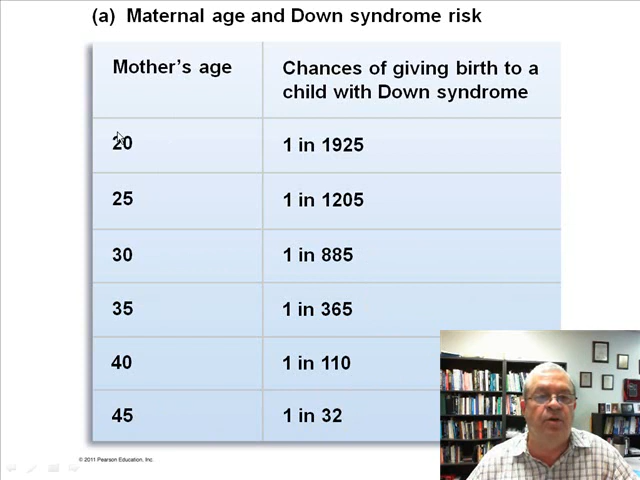 (a) Maternal age and Down syndrome risk
Mother's age
Chances of giving birth to a
child with Down syndrome
20
1 in 1925
25
1 in 1205
30
1 in 885
35
1 in 365
40
1 in 110
45
1 in 32
© 2011 Pearson Education, Inc.